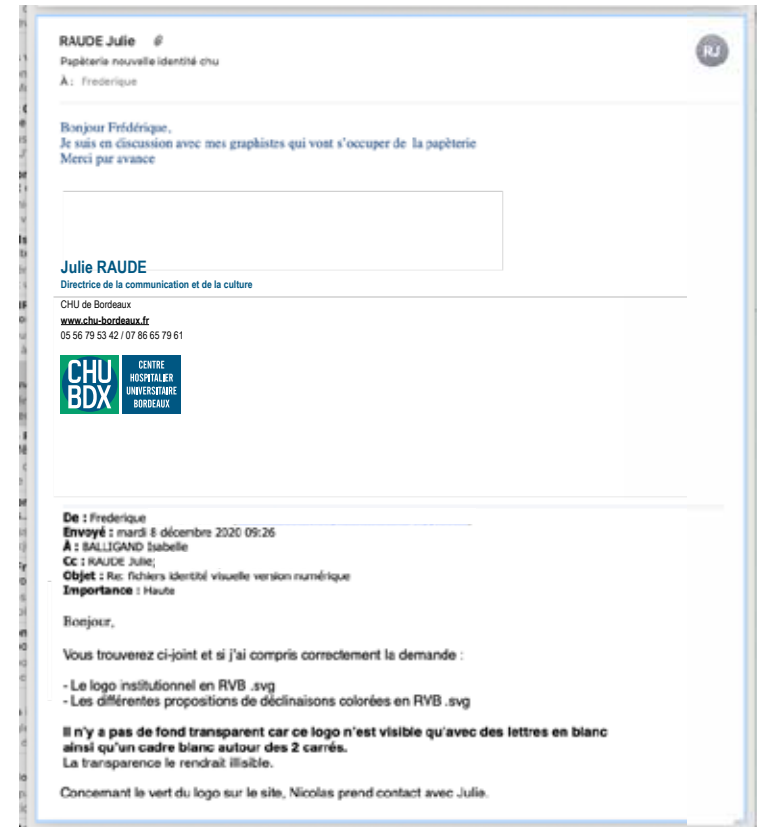 RAUDE Julie
RJ
Papèterie nouvelle identité chu
À : Frederique
Bonjour Frédérique,
Je suis en discussion avec mes graphistes qui vont s'occuper de la papèterie
Merci par avance
Julie RAUDE
Directrice de la communication et de la culture
CHU de Bordeaux
www.chu-bordeaux.fr
05 56 79 53 42 / 07 86 65 79 61
CHU
BDX
CENTRE
HOSPITALIER
UNIVERSITAIRE
BORDEAUX
De : Frederique
Envoyé : mardi 8 décembre 2020 09:26
À : BALLIGAND Isabelle
Cc : RAUDE Julie;
Objet : Re: fichiers identité visuelle version numérique
Importance : Haute
Bonjour,
Vous trouverez ci-joint et si j'ai compris correctement la demande :
- Le logo institutionnel en RVB .svg
- Les différentes propositions de déclinaisons colorées en RVB .svg
Il n'y a pas de fond transparent car ce logo n'est visible qu'avec des lettres en blanc
ainsi qu'un cadre blanc autour des 2 carrés.
La transparence le rendrait illisible.
Concernant le vert du logo sur le site, Nicolas prend contact avec Julie.